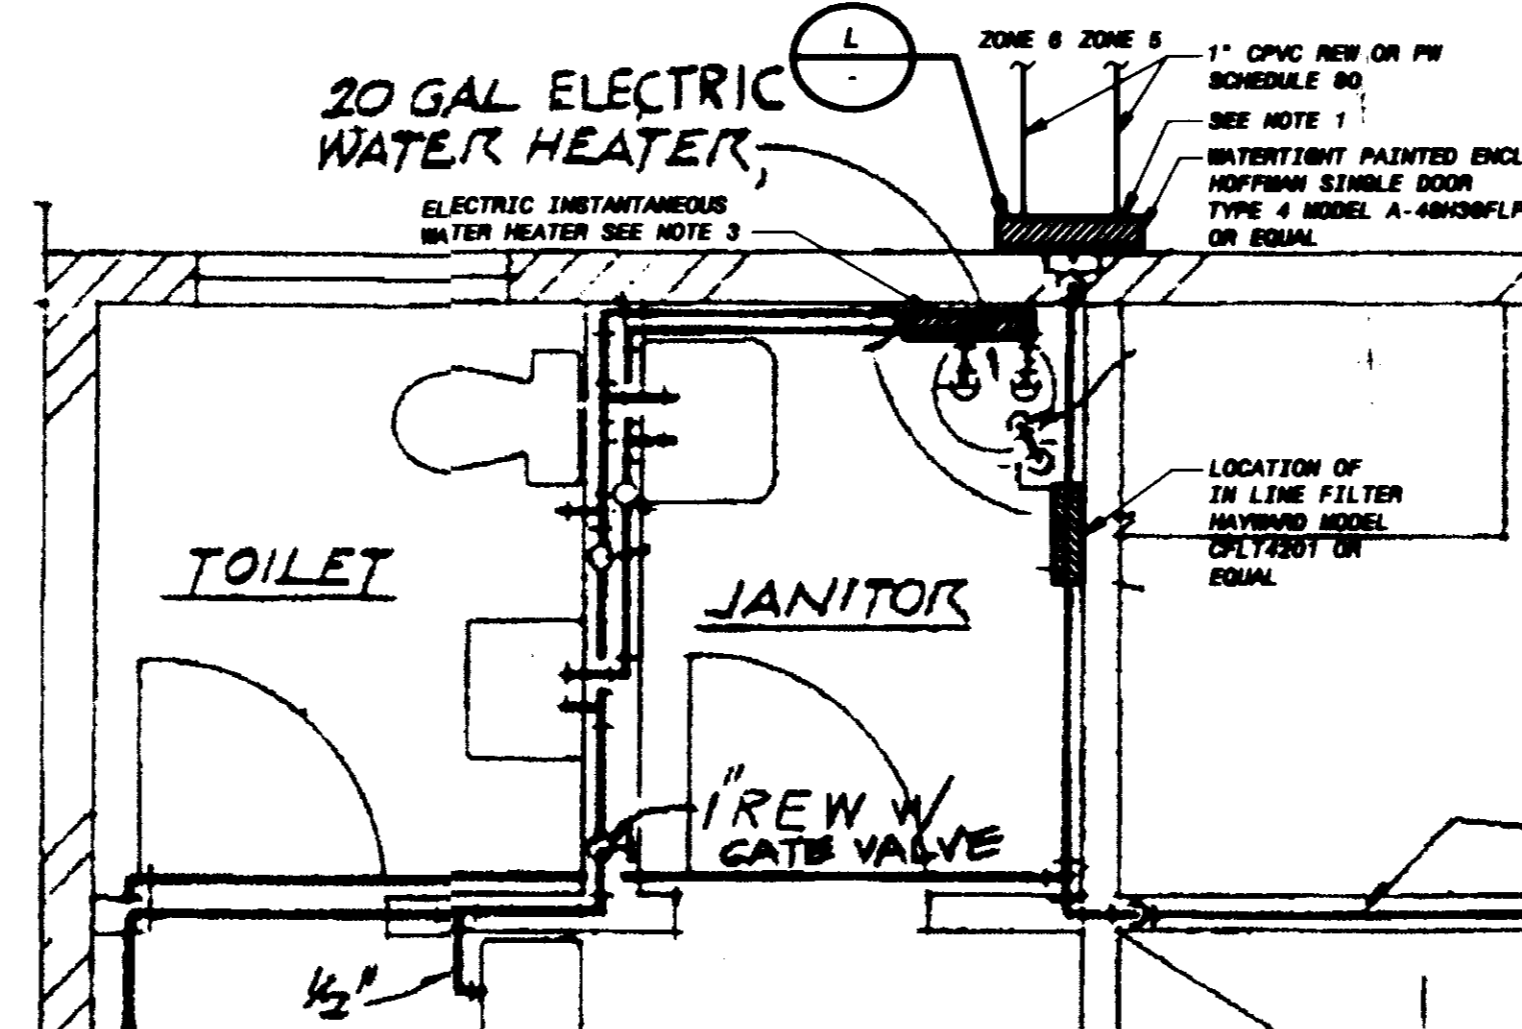 L
-
ZONE 6 ZONE 5
1" CPVC REW OR PW
SCHEDULE 80
SEE NOTE 1
WATERTIGHT PAINTED ENCL
HOFFMAN SINGLE DOOR
TYPE 4 MODEL
OR EQUAL
20 GAL ELECTRIC
WATER HEATER,
ELECTRIC INSTANTANEOUS
WATER HEATER SEE NOTE 3
LOCATION OF
IN LINE FILTER
HAYWARD MODEL
CFLT4201 OR
EQUAL
TOILET
JANITOR
1" REW W/
GATE VALVE
1/2"